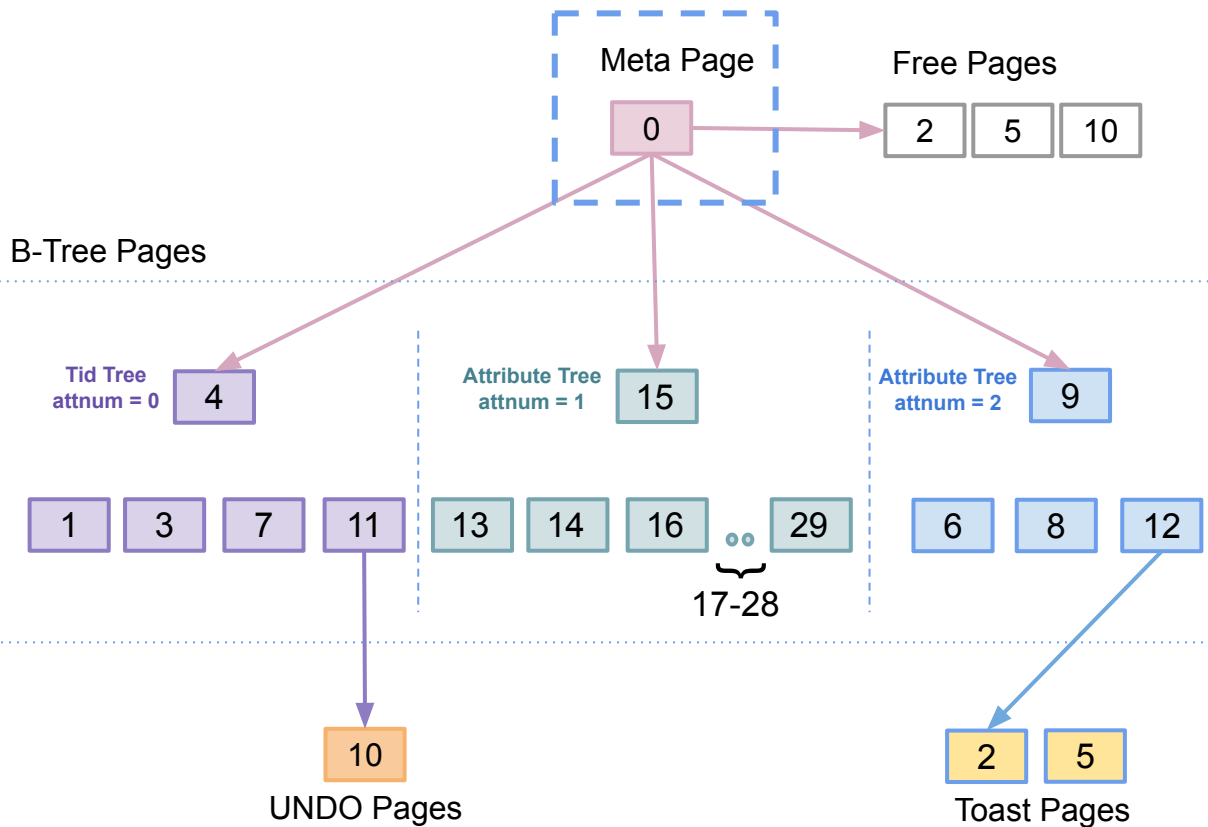 Meta Page
Free Pages
0
2 5 10
B-Tree Pages
Tid Tree
attnum = 0
4
Attribute Tree
attnum = 1
15
Attribute Tree
attnum = 2
9
1 3 7 11
13 14 16 29
17-28
6 8 12
10
UNDO Pages
2 5
Toast Pages